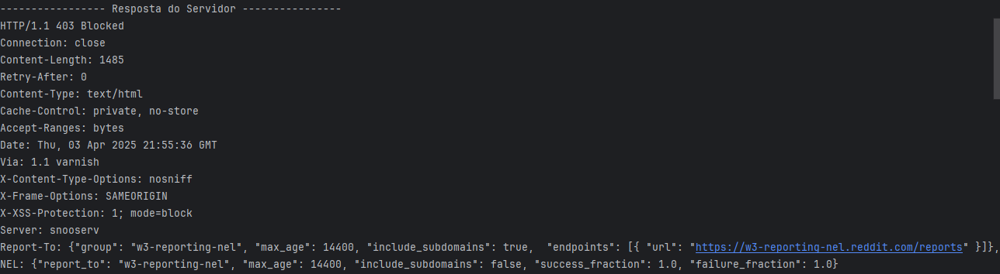 ----------------- Resposta do Servidor ----------------
HTTP/1.1 403 Blocked
Connection: close
Content-Length: 1485
Retry-After: 0
Content-Type: text/html
Cache-Control: private, no-store
Accept-Ranges: bytes
Date: Thu, 03 Apr 2025 21:55:36 GMT
Via: 1.1 varnish
X-Content-Type-Options: nosniff
X-Frame-Options: SAMEORIGIN
X-XSS-Protection: 1; mode=block
Server: snooserv
Report-To: {"group": "w3-reporting-nel", "max_age": 14400, "include_subdomains": true,  "endpoints": [{ "url": "https://w3-reporting-nel.reddit.com/reports" }]},
NEL: {"report_to": "w3-reporting-nel", "max_age": 14400, "include_subdomains": false, "success_fraction": 1.0, "failure_fraction": 1.0}